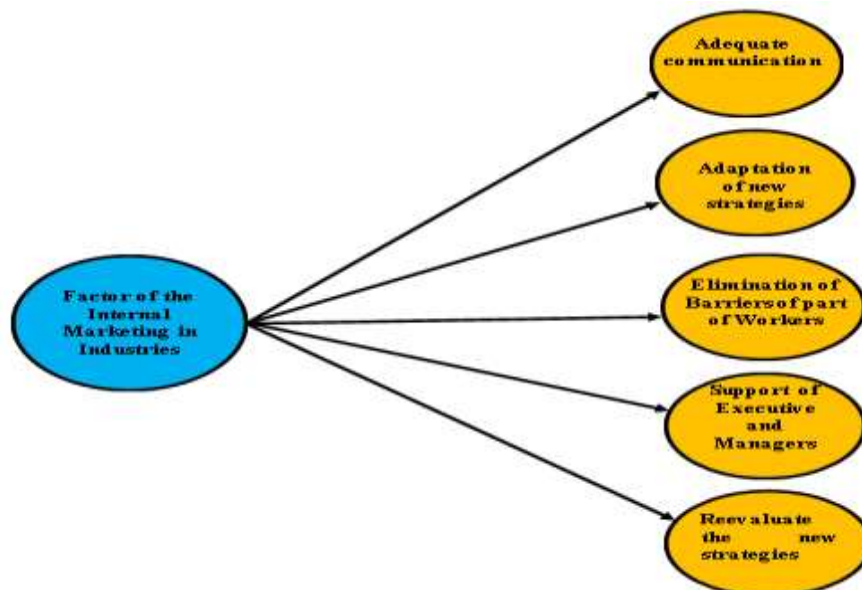 Adequate
communication
Adaptation
of new
strategies
Factor of the
Internal
Marketing in
Industries
Elimination of
Barriers of part
of Workers
Support of
Executive
and
Managers
Reevaluate
the new
strategies